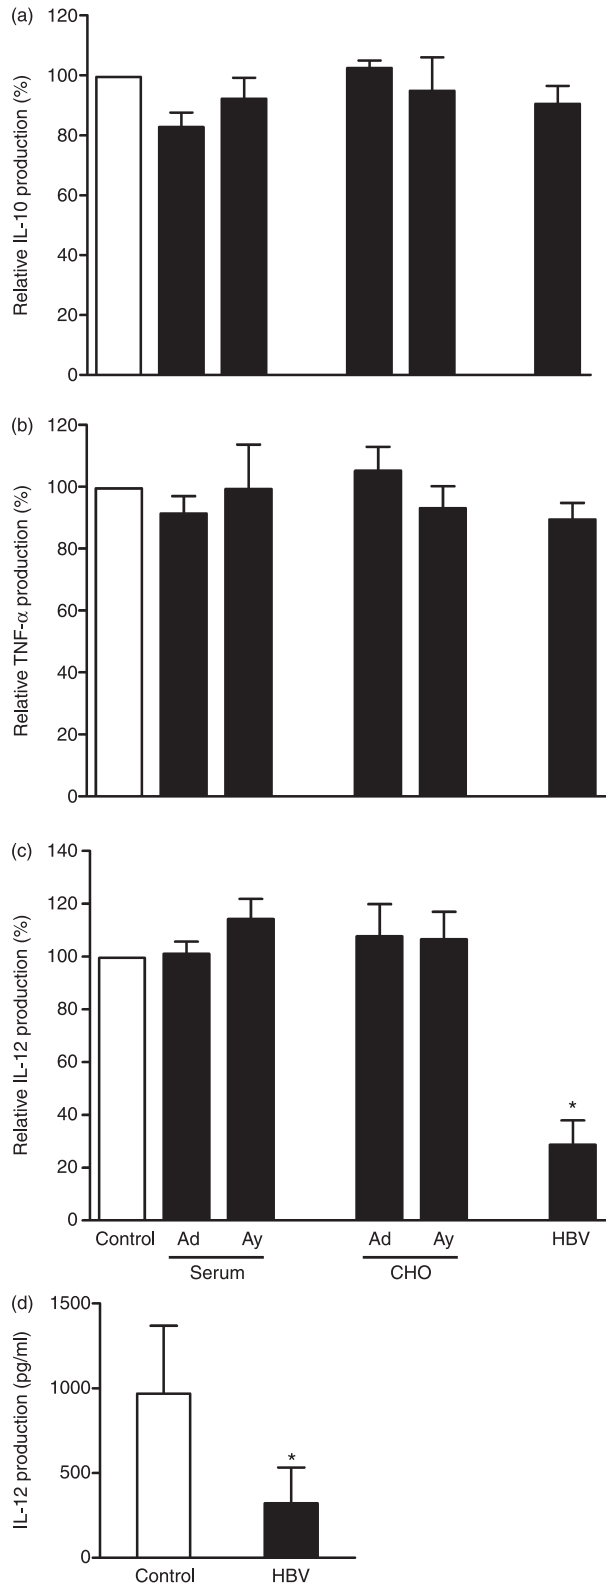 (a)
Relative IL-10 production (%)
120
100
80
60
40
20
0
(b)
Relative TNF-α production (%)
120
100
80
60
40
20
0
(c)
Relative IL-12 production (%)
140
120
100
80
60
40
20
0
*
Control Ad Ay Ad Ay HBV
Serum CHO
(d)
IL-12 production (pg/ml)
1500
1000
500
0
*
Control HBV